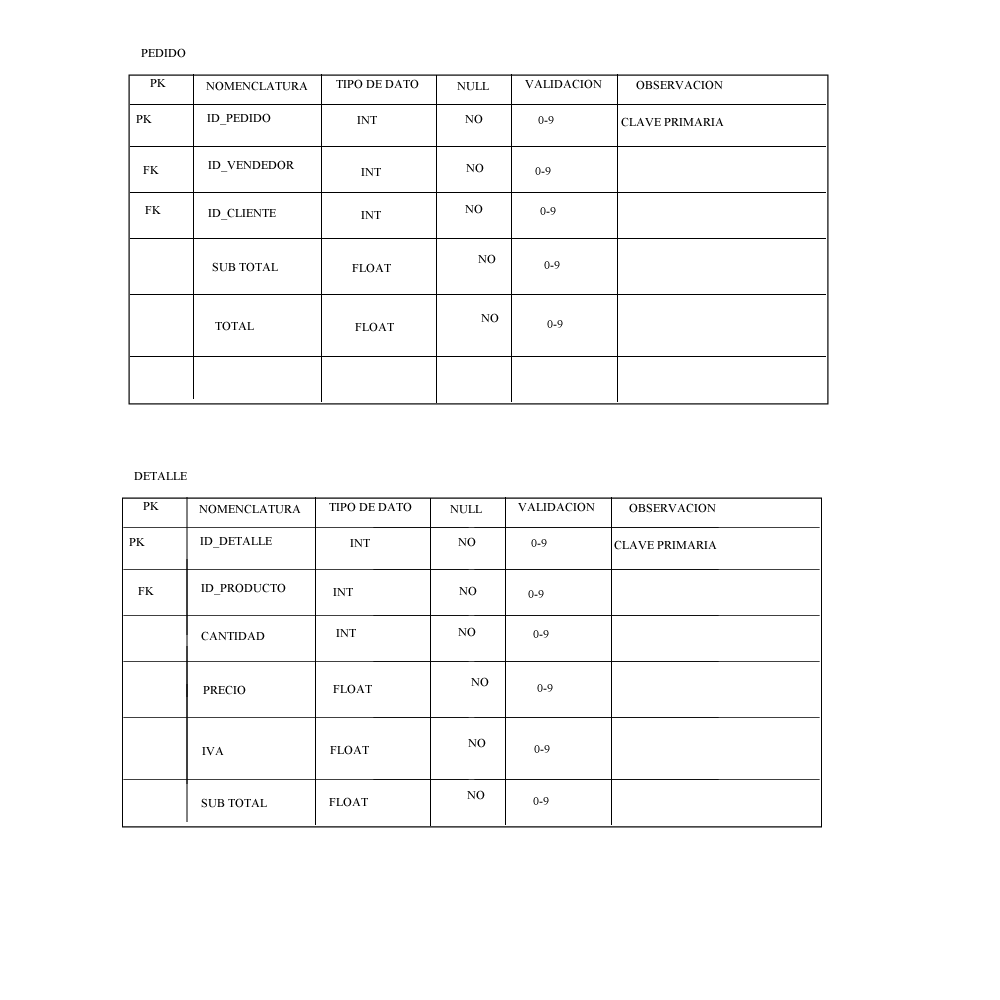 PEDIDO
PK NOMENCLATURA TIPO DE DATO NULL VALIDACION OBSERVACION
PK ID_PEDIDO INT NO 0-9 CLAVE PRIMARIA
FK ID_VENDEDOR INT NO 0-9
FK ID_CLIENTE INT NO 0-9
SUB TOTAL FLOAT NO 0-9
TOTAL FLOAT NO 0-9
DETALLE
PK NOMENCLATURA TIPO DE DATO NULL VALIDACION OBSERVACION
PK ID_DETALLE INT NO 0-9 CLAVE PRIMARIA
FK ID_PRODUCTO INT NO 0-9
CANTIDAD INT NO 0-9
PRECIO FLOAT NO 0-9
IVA FLOAT NO 0-9
SUB TOTAL FLOAT NO 0-9